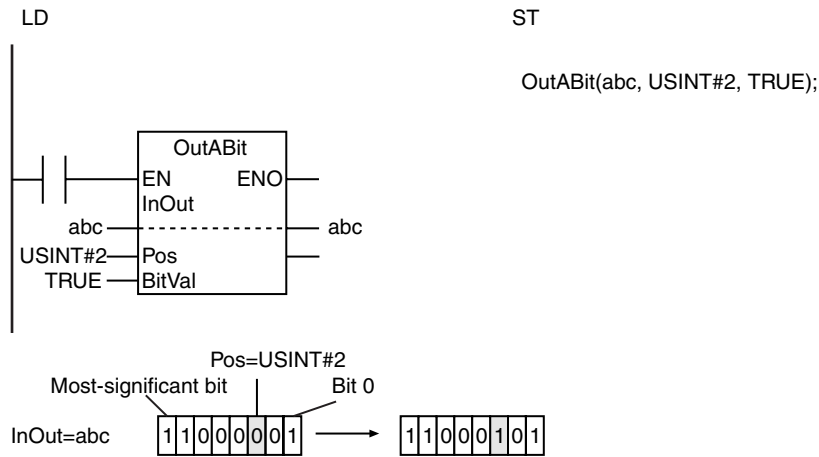 LD
ST
OutABit(abc, USINT#2, TRUE);
OutABit
EN ENO
InOut
abc abc
USINT#2 Pos
TRUE BitVal
Pos=USINT#2
Most-significant bit Bit 0
InOut=abc 1 1 0 0 0 0 0 1 1 1 0 0 0 1 0 1